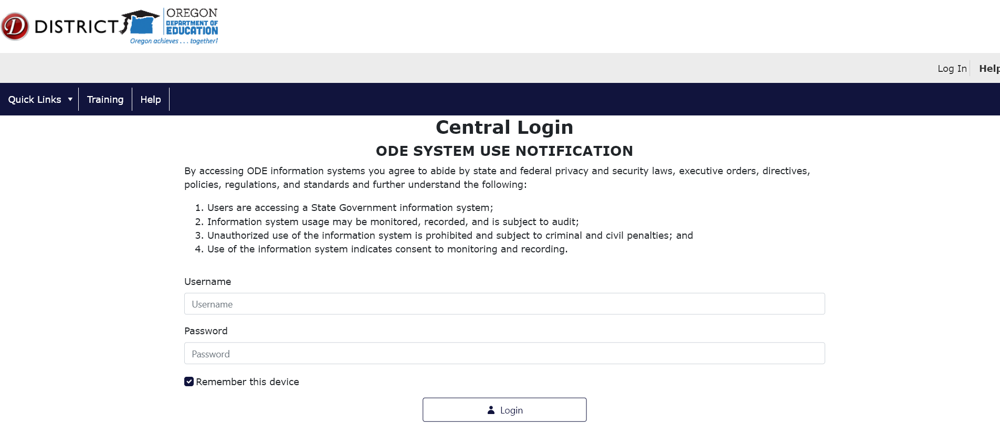 D DISTRICT
OREGON
DEPARTMENT OF
EDUCATION
Oregon achieves . . . together!
Log In
Help
Quick Links
Training
Help
Central Login
ODE SYSTEM USE NOTIFICATION
By accessing ODE information systems you agree to abide by state and federal privacy and security laws, executive orders, directives,
policies, regulations, and standards and further understand the following:
1. Users are accessing a State Government information system;
2. Information system usage may be monitored, recorded, and is subject to audit;
3. Unauthorized use of the information system is prohibited and subject to criminal and civil penalties; and
4. Use of the information system indicates consent to monitoring and recording.
Username
Username
Password
Password
Remember this device
Login